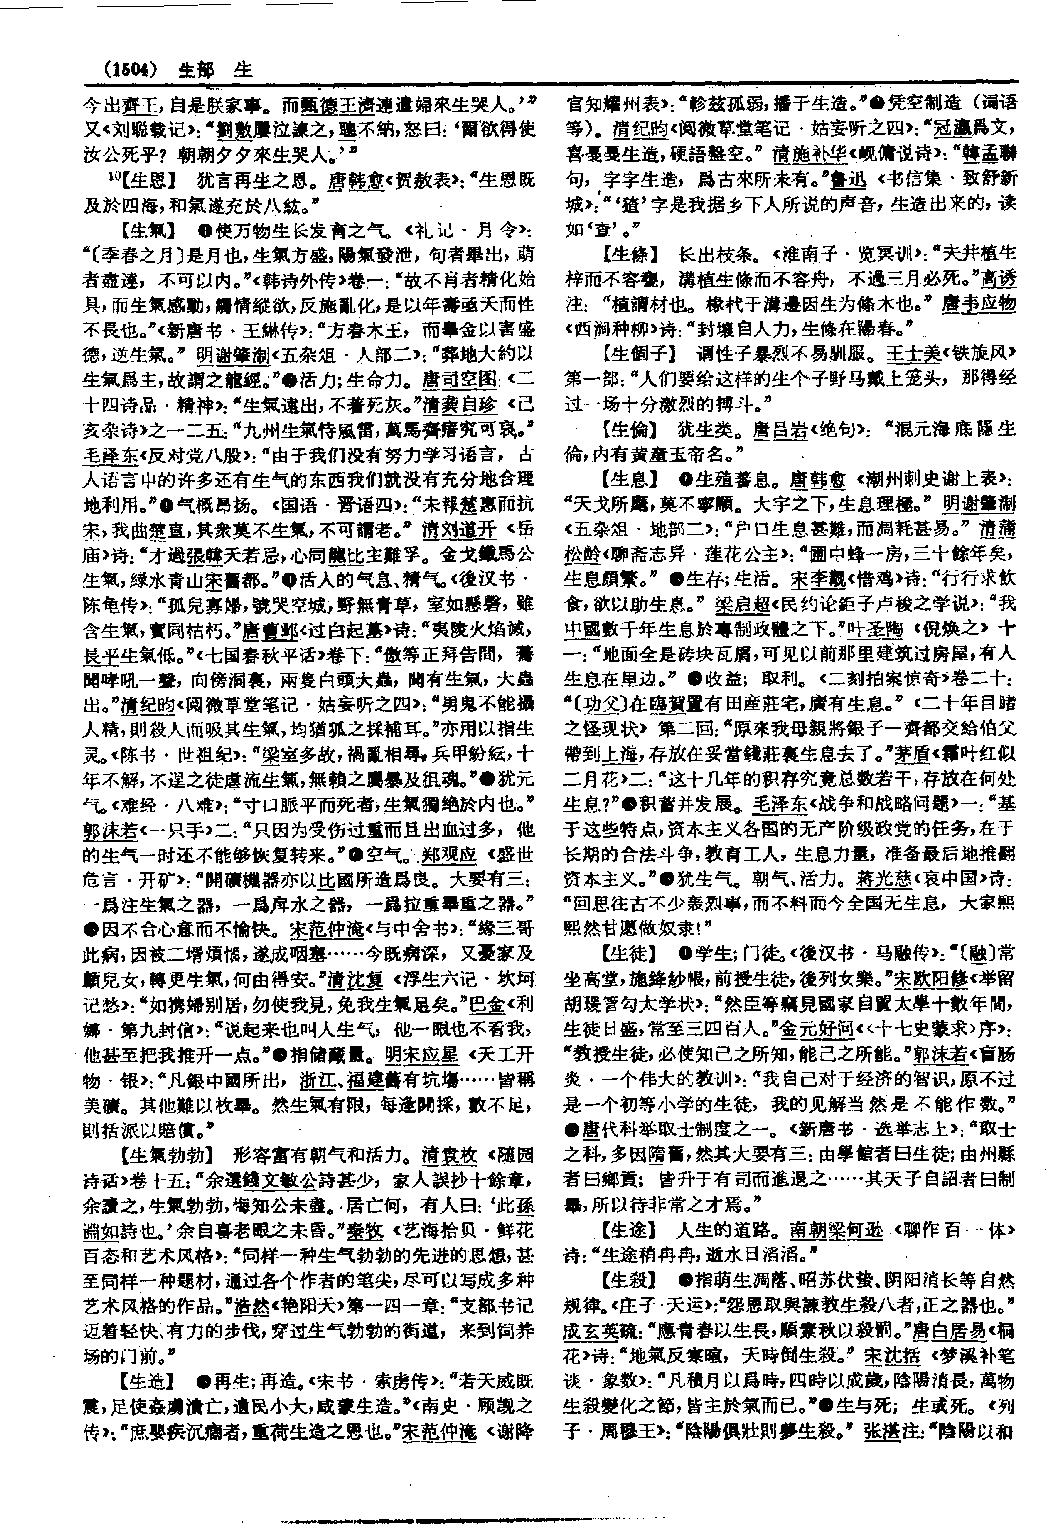 (1504) 生部 生
今出齊王，自是朕家事。而甄德王濟連遣婦來生哭人。’”
又《刘聪载记》：“劉敷屢泣諫之，聰不納，怒曰：‘爾欲得使
汝公死乎？朝朝夕夕來生哭人。’”
10【生恩】 犹言再生之恩。唐韩愈《贺赦表》：“生恩既
及於四海，和氣遂充於八紘。”
【生氣】 ❶使万物生长发育之气。《礼记·月令》：
“〔季春之月〕是月也，生氣方盛，陽氣發泄，句者畢出，萌
者盡達，不可以内。”《韩诗外传》卷一：“故不肖者精化始
具，而生氣感動，觸情縱欲，反施亂化，是以年壽亟夭而性
不長也。”《新唐书·王綝传》：“方春木王，而舉金以害盛
德，逆生氣。”明谢肇淛《五杂俎·人部二》：“葬地大約以
生氣爲主，故謂之龍經。”❷活力；生命力。唐司空图《二
十四诗品·精神》：“生氣遠出，不著死灰。”清龚自珍《己
亥杂诗》之一二五：“九州生氣恃風雷，萬馬齊瘖究可哀。”
毛泽东《反对党八股》：“由于我们没有努力学习语言，古
人语言中的许多还有生气的东西我们就没有充分地合理
地利用。”❸气概昂扬。《国语·晋语四》：“未報楚惠而抗
宋，我曲楚直，其衆莫不生氣，不可謂老。”清刘道开《岳
庙》诗：“才過張韓天若忌，心同龍比主難孚。金戈鐵馬公
生氣，緑水青山宋舊都。”❹活人的气息、精气。《後汉书·
陈龟传》：“孤兒寡婦，號哭空城，野無青草，室如懸磬，雖
含生氣，實同枯朽。”唐曹邺《过白起墓》诗：“夷陵火焰滅，
長平生氣低。”《七国春秋平话》卷下：“傲等正拜告間，驀
聞哮吼一聲，向傍洞裏，兩隻白頭大蟲，聞有生氣，大蟲
出。”清纪昀《阅微草堂笔记·姑妄听之四》：“男鬼不能攝
人精，則殺人而吸其生氣，均猶狐之採補耳。”亦用以指生
灵。《陈书·世祖纪》：“梁室多故，禍亂相尋，兵甲紛紜，十
年不解，不逞之徒虐流生氣，無賴之屬暴及徂魂。”❺犹元
气。《难经·八难》：“寸口脈平而死者，生氣獨絶於内也。”
郭沫若《一只手》二：“只因为受伤过重而且出血过多，他
的生气一时还不能够恢复转来。”❻空气。郑观应《盛世
危言·开矿》：“開礦機器亦以比國所造爲良。大要有三：
一爲注生氣之器，一爲戽水之器，一爲拉重舉重之器。”
❼因不合心意而不愉快。宋范仲淹《与中舍书》：“緣三哥
此病，因被二壻煩惱，遂成咽塞……今既病深，又憂家及
顧兒女，轉更生氣，何由得安。”清沈复《浮生六记·坎坷
记愁》：“如携婦别居，勿使我見，免我生氣足矣。”巴金《利
娜·第九封信》：“说起来也叫人生气，他一眼也不看我，
他甚至把我推开一点。”❽指储藏量。明宋应星《天工开
物·银》：“凡銀中國所出，浙江、福建舊有坑塲……皆稱
美礦。其他難以枚舉。然生氣有限，每逢開採，數不足，
則括派以賠償。”
【生氣勃勃】 形容富有朝气和活力。清袁枚《随园
诗话》卷十五：“余選錢文敏公詩甚少，家人誤抄十餘章，
余讀之，生氣勃勃，悔知公未盡。居亡何，有人曰：‘此孫
淵如詩也。’余自喜老眼之未昏。”秦牧《艺海拾贝·鲜花
百态和艺术风格》：“同样一种生气勃勃的先进的思想，甚
至同样一种题材，通过各个作者的笔尖，尽可以写成多种
艺术风格的作品。”浩然《艳阳天》第一四一章：“支部书记
迈着轻快、有力的步伐，穿过生气勃勃的街道，来到饲养
场的门前。”
【生造】 ❶再生；再造。《宋书·索虏传》：“若天威既
震，足使姦虜潰亡，遺民小大，咸蒙生造。”《南史·顾觊之
传》：“庶嬰疾沉痼者，重荷生造之恩也。”宋范仲淹《谢降
官知耀州表》：“軫兹孤弱，播于生造。”❷凭空制造（词语
等）。清纪昀《阅微草堂笔记·姑妄听之四》：“冠瀛爲文，
喜戛戛生造，硬語盤空。”清施补华《岘傭说诗》：“韓孟聯
句，字字生造，爲古來所未有。”鲁迅《书信集·致舒新
城》：“‘猹’字是我据乡下人所说的声音，生造出来的，读
如‘查’。”
【生條】 长出枝条。《淮南子·览冥训》：“夫井植生
梓而不容甕，溝植生條而不容舟，不過三月必死。”高诱
注：“植謂材也。椽杙于溝邊因生为條木也。”唐韦应物
《西涧种柳》诗：“封壤自人力，生條在陽春。”
【生個子】 谓性子暴烈不易驯服。王士美《铁旋风》
第一部：“人们要给这样的生个子野马戴上笼头，那得经
过一场十分激烈的搏斗。”
【生倫】 犹生类。唐吕岩《绝句》：“混元海底隱生
倫，内有黄童玉帝名。”
【生息】 ❶生殖蕃息。唐韩愈《潮州刺史谢上表》：
“天戈所麾，莫不寧順。大宇之下，生息理極。”明谢肇淛
《五杂俎·地部二》：“户口生息甚難，而凋耗甚易。”清蒲
松龄《聊斋志异·莲花公主》：“圃中蜂一房，三十餘年矣，
生息頗繁。”❷生存；生活。宋李觏《惜鸡》诗：“行行求飲
食，欲以助生息。”梁启超《民约论鉅子卢梭之学说》：“我
中國數千年生息於專制政體之下。”叶圣陶《倪焕之》十
一：“地面全是砖块瓦屑，可见以前那里建筑过房屋，有人
生息在里边。”❸收益；取利。《二刻拍案惊奇》卷二十：
“〔功父〕在臨賀置有田産莊宅，廣有生息。”《二十年目睹
之怪现状》第二回：“原來我母親將銀子一齊都交給伯父
帶到上海，存放在妥當錢莊裏生息去了。”茅盾《霜叶红似
二月花》二：“这十几年的积存究竟总数若干，存放在何处
生息？”❹积蓄并发展。毛泽东《战争和战略问题》一：“基
于这些特点，资本主义各国的无产阶级政党的任务，在于
长期的合法斗争，教育工人，生息力量，准备最后地推翻
资本主义。”❺犹生气。朝气、活力。蒋光慈《哀中国》诗：
“回思往古不少轰烈事，而不料而今全国无生息，大家熙
熙然甘愿做奴隶！”
【生徒】 ❶学生；门徒。《後汉书·马融传》：“〔融〕常
坐高堂，施絳紗帳，前授生徒，後列女樂。”宋欧阳修《举留
胡瑗管勾太学状》：“然臣等竊見國家自置太學十數年間，
生徒日盛，常至三四百人。”金元好问《〈十七史蒙求〉序》：
“教授生徒，必使知己之所知，能己之所能。”郭沫若《盲肠
炎·一个伟大的教训》：“我自己对于经济的智识，原不过
是一个初等小学的生徒，我的见解当然是不能作数。”
❷唐代科举取士制度之一。《新唐书·选举志上》：“取士
之科，多因隋舊，然其大要有三：由學館者曰生徒；由州縣
者曰鄉貢；皆升于有司而進退之……其天子自詔者曰制
舉，所以待非常之才焉。”
【生途】 人生的道路。南朝梁何逊《聊作百一体》
诗：“生途稍冉冉，逝水日滔滔。”
【生殺】 ❶指萌生凋落、昭苏伏蛰、阴阳消长等自然
规律。《庄子·天运》：“怨恩取與諫教生殺八者，正之器也。”
成玄英疏：“應青春以生長，順素秋以殺罰。”唐白居易《桐
花》诗：“地氣反寒暄，天時倒生殺。”宋沈括《梦溪补笔
谈·象数》：“凡積月以爲時，四時以成歲，陰陽消長，萬物
生殺變化之節，皆主於氣而已。”❷生与死；生或死。《列
子·周穆王》：“陰陽俱壯則夢生殺。”张湛注：“陰陽以和